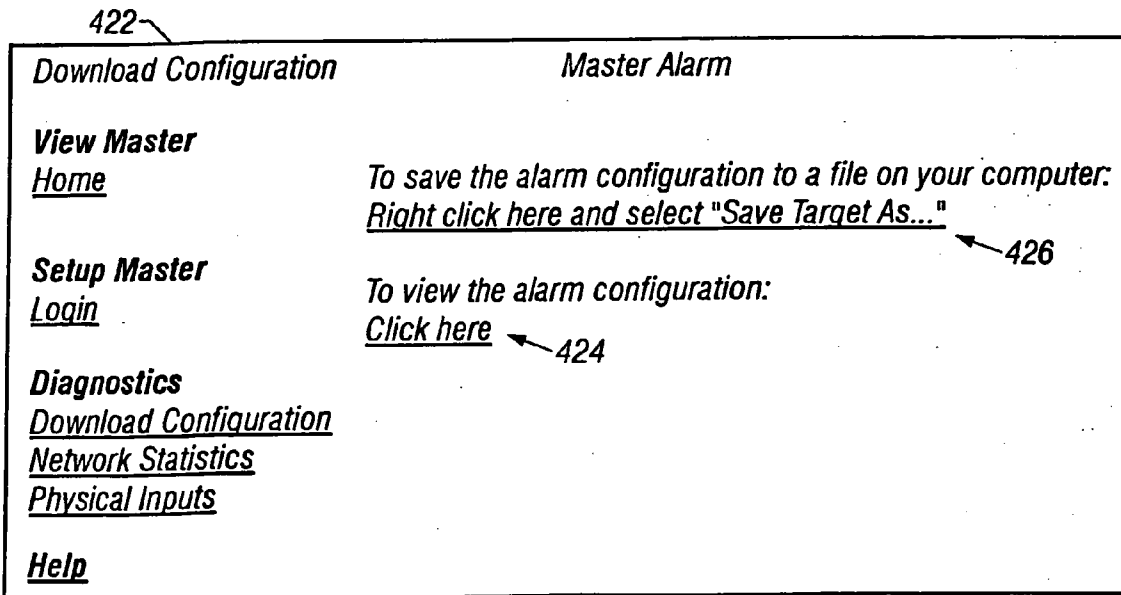 422
Download Configuration Master Alarm
View Master
Home
To save the alarm configuration to a file on your computer:
Right click here and select "Save Target As..."
426
Setup Master
Login
To view the alarm configuration:
Click here
424
Diagnostics
Download Configuration
Network Statistics
Physical Inputs
Help